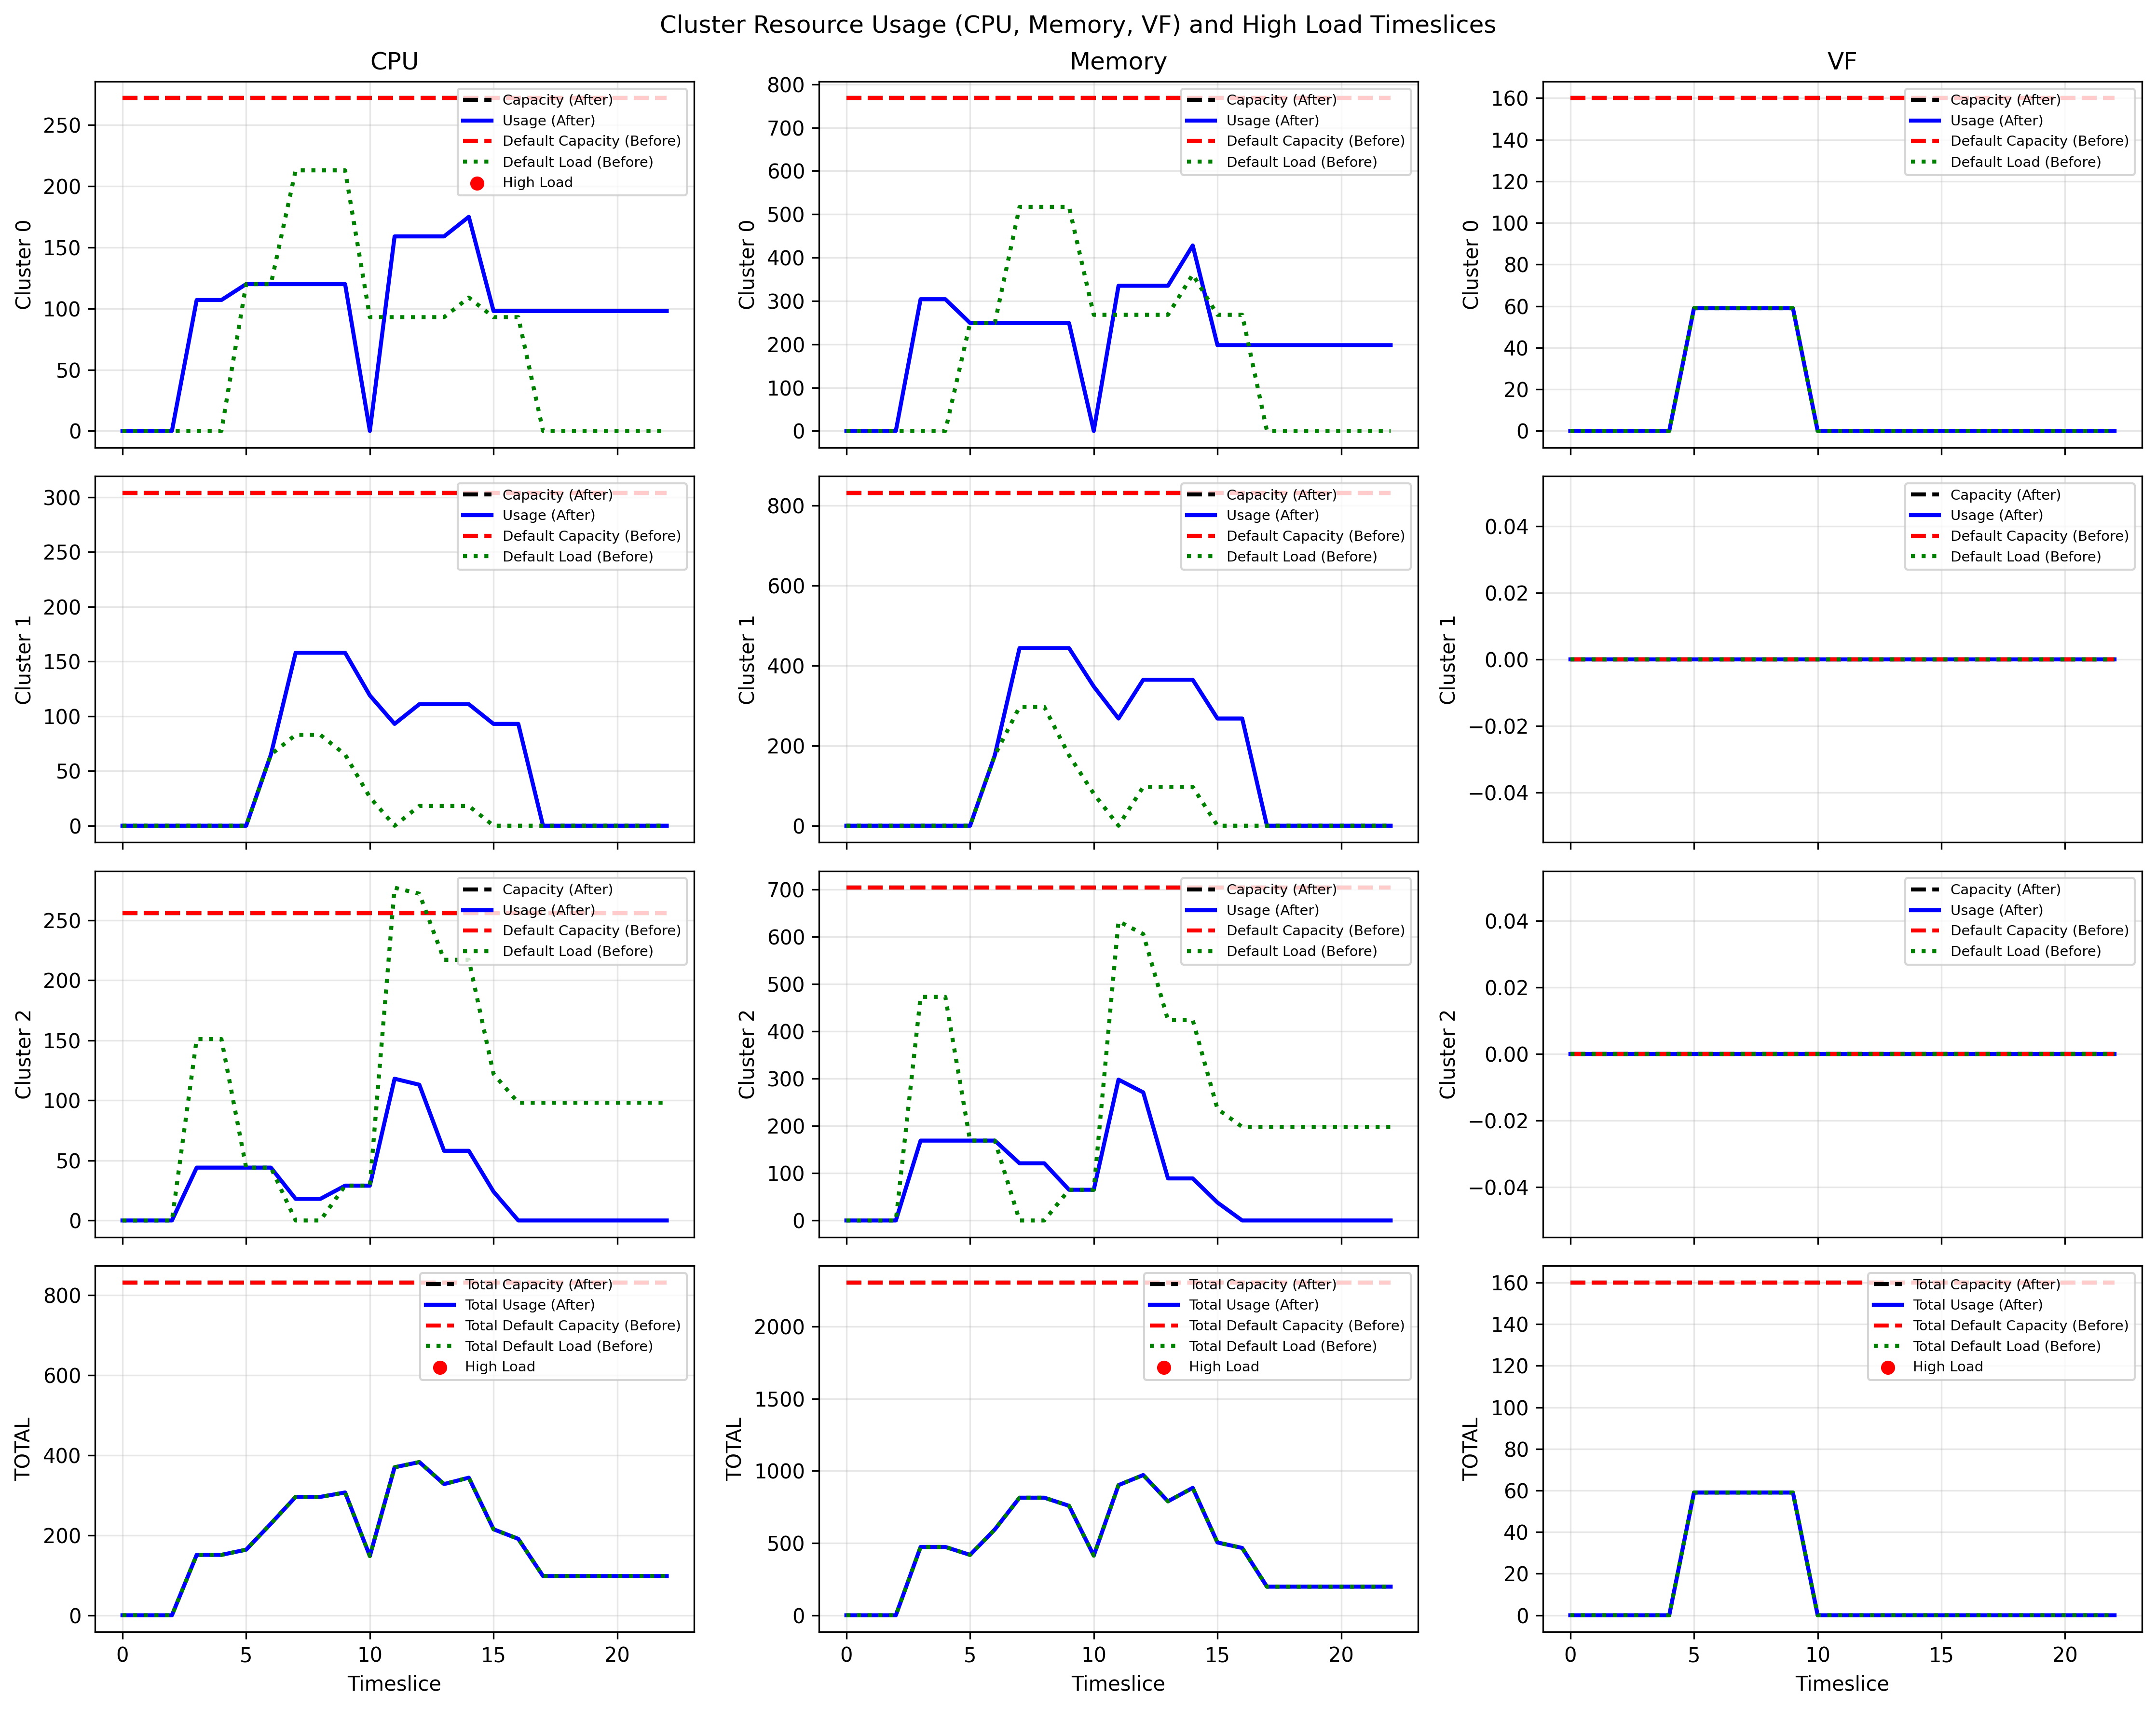 Cluster Resource Usage (CPU, Memory, VF) and High Load Timeslices
CPU
Cluster 0
250
200
150
100
50
0
Capacity (After)
Usage (After)
Default Capacity (Before)
Default Load (Before)
High Load
Memory
Cluster 0
800
700
600
500
400
300
200
100
0
Capacity (After)
Usage (After)
Default Capacity (Before)
Default Load (Before)
VF
Cluster 0
160
140
120
100
80
60
40
20
0
Capacity (After)
Usage (After)
Default Capacity (Before)
Default Load (Before)
Cluster 1
300
250
200
150
100
50
0
Capacity (After)
Usage (After)
Default Capacity (Before)
Default Load (Before)
Cluster 1
800
600
400
200
0
Capacity (After)
Usage (After)
Default Capacity (Before)
Default Load (Before)
Cluster 1
0.04
0.02
0.00
−0.02
−0.04
Capacity (After)
Usage (After)
Default Capacity (Before)
Default Load (Before)
Cluster 2
250
200
150
100
50
0
Capacity (After)
Usage (After)
Default Capacity (Before)
Default Load (Before)
Cluster 2
700
600
500
400
300
200
100
0
Capacity (After)
Usage (After)
Default Capacity (Before)
Default Load (Before)
Cluster 2
0.04
0.02
0.00
−0.02
−0.04
Capacity (After)
Usage (After)
Default Capacity (Before)
Default Load (Before)
TOTAL
800
600
400
200
0
Total Capacity (After)
Total Usage (After)
Total Default Capacity (Before)
Total Default Load (Before)
High Load
0 5 10 15 20
Timeslice
TOTAL
2000
1500
1000
500
0
Total Capacity (After)
Total Usage (After)
Total Default Capacity (Before)
Total Default Load (Before)
High Load
0 5 10 15 20
Timeslice
TOTAL
160
140
120
100
80
60
40
20
0
Total Capacity (After)
Total Usage (After)
Total Default Capacity (Before)
Total Default Load (Before)
High Load
0 5 10 15 20
Timeslice